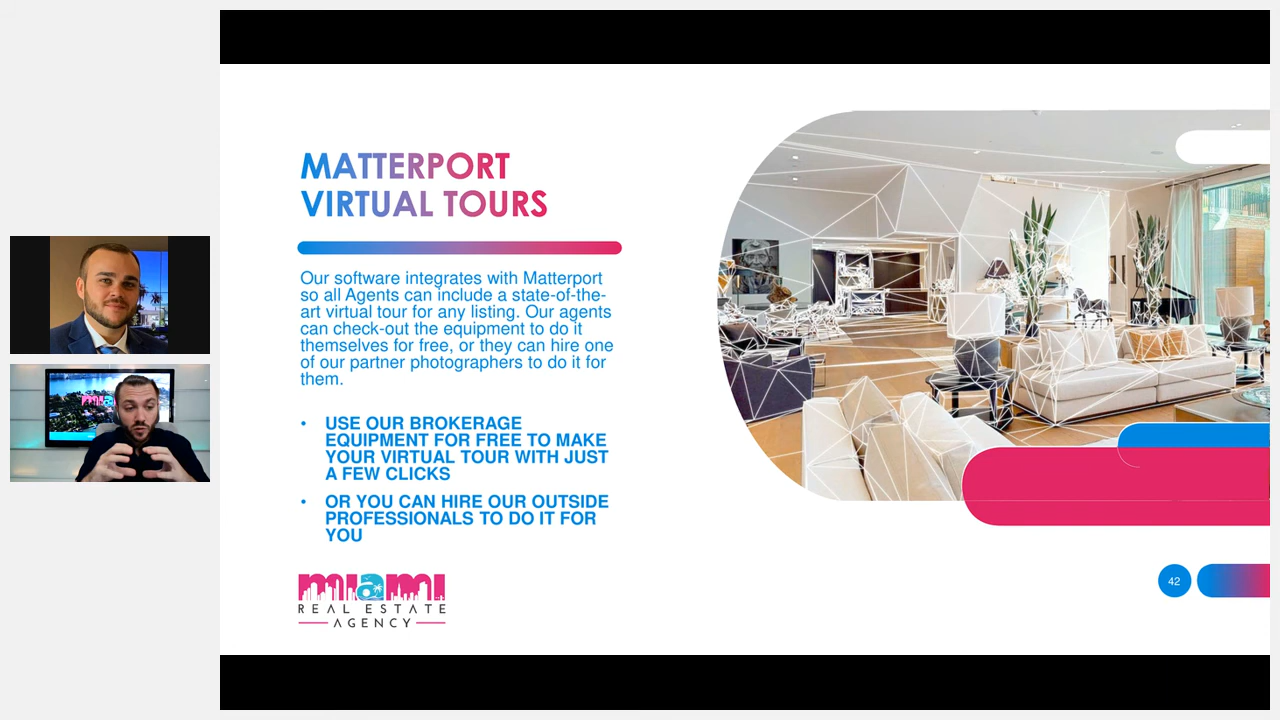 MATTERPORT
VIRTUAL TOURS
Our software integrates with Matterport
so all Agents can include a state-of-the-
art virtual tour for any listing. Our agents
can check-out the equipment to do it
themselves for free, or they can hire one
of our partner photographers to do it for
them.
• USE OUR BROKERAGE
EQUIPMENT FOR FREE TO MAKE
YOUR VIRTUAL TOUR WITH JUST
A FEW CLICKS
• OR YOU CAN HIRE OUR OUTSIDE
PROFESSIONALS TO DO IT FOR
YOU
miami
REAL ESTATE
AGENCY
42